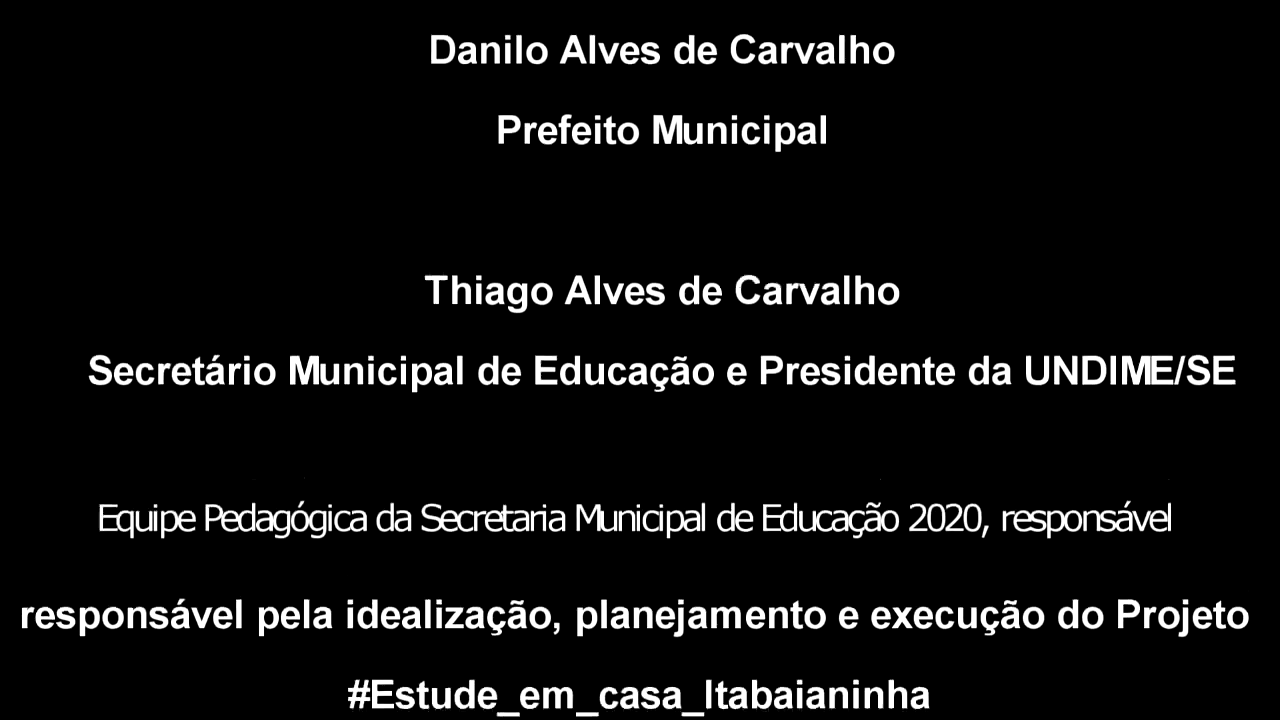 Danilo Alves de Carvalho
Prefeito Municipal
Thiago Alves de Carvalho
Secretário Municipal de Educação e Presidente da UNDIME/SE
Equipe Pedagógica da Secretaria Municipal de Educação 2020, responsável
responsável pela idealização, planejamento e execução do Projeto
#Estude_em_casa_Itabaianinha